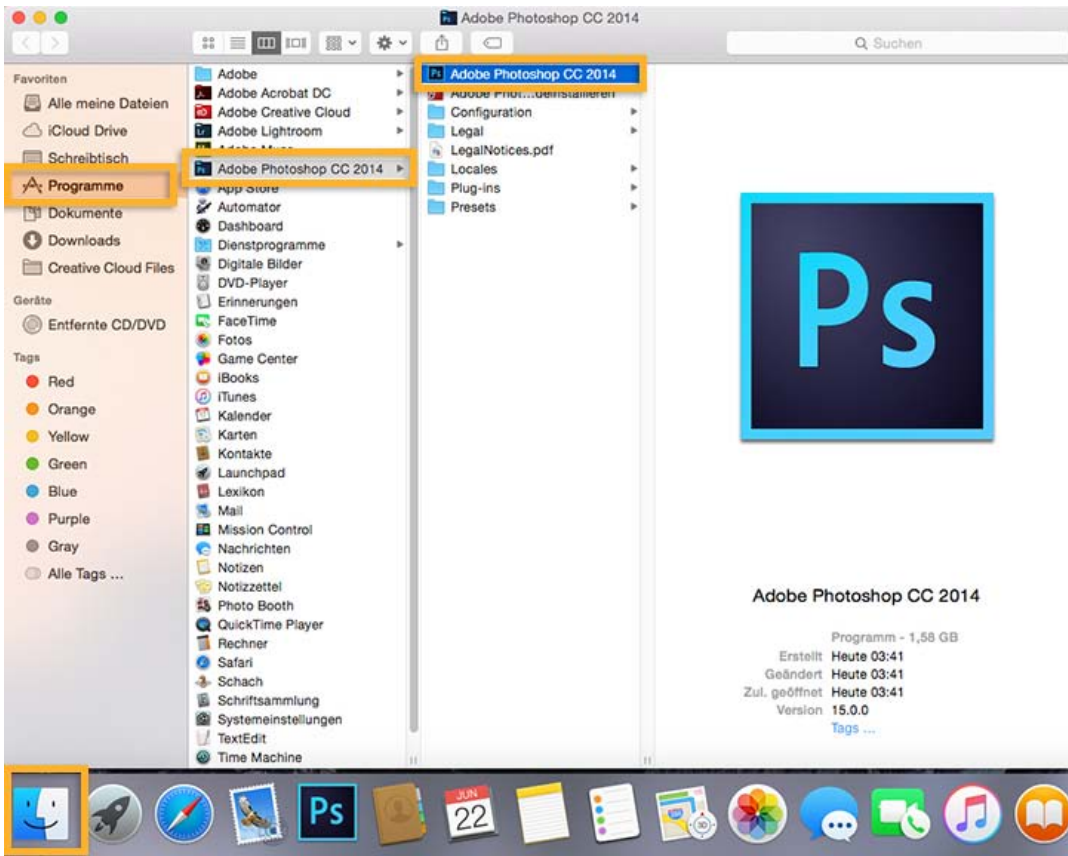 Adobe Photoshop CC 2014
Suchen
Favoriten
Alle meine Dateien
iCloud Drive
Schreibtisch
Programme
Dokumente
Downloads
Creative Cloud Files
Geräte
Entfernte CD/DVD
Tags
Red
Orange
Yellow
Green
Blue
Purple
Gray
Alle Tags ...
Adobe
Adobe Acrobat DC
Adobe Creative Cloud
Adobe Lightroom
Adobe Muse
Adobe Photoshop CC 2014
App Store
Automator
Dashboard
Dienstprogramme
Digitale Bilder
DVD-Player
Erinnerungen
FaceTime
Fotos
Game Center
iBooks
iTunes
Kalender
Karten
Kontakte
Launchpad
Lexikon
Mail
Mission Control
Nachrichten
Notizen
Notizzettel
Photo Booth
QuickTime Player
Rechner
Safari
Schach
Schriftsammlung
Systemeinstellungen
TextEdit
Time Machine
Adobe Photoshop CC 2014
Adobe Phot...deinstallieren
Configuration
Legal
LegalNotices.pdf
Locales
Plug-ins
Presets
Ps
Adobe Photoshop CC 2014
Programm - 1,58 GB
Erstellt Heute 03:41
Geändert Heute 03:41
Zul. geöffnet Heute 03:41
Version 15.0.0
Tags ...
Ps
JUN
22
3D